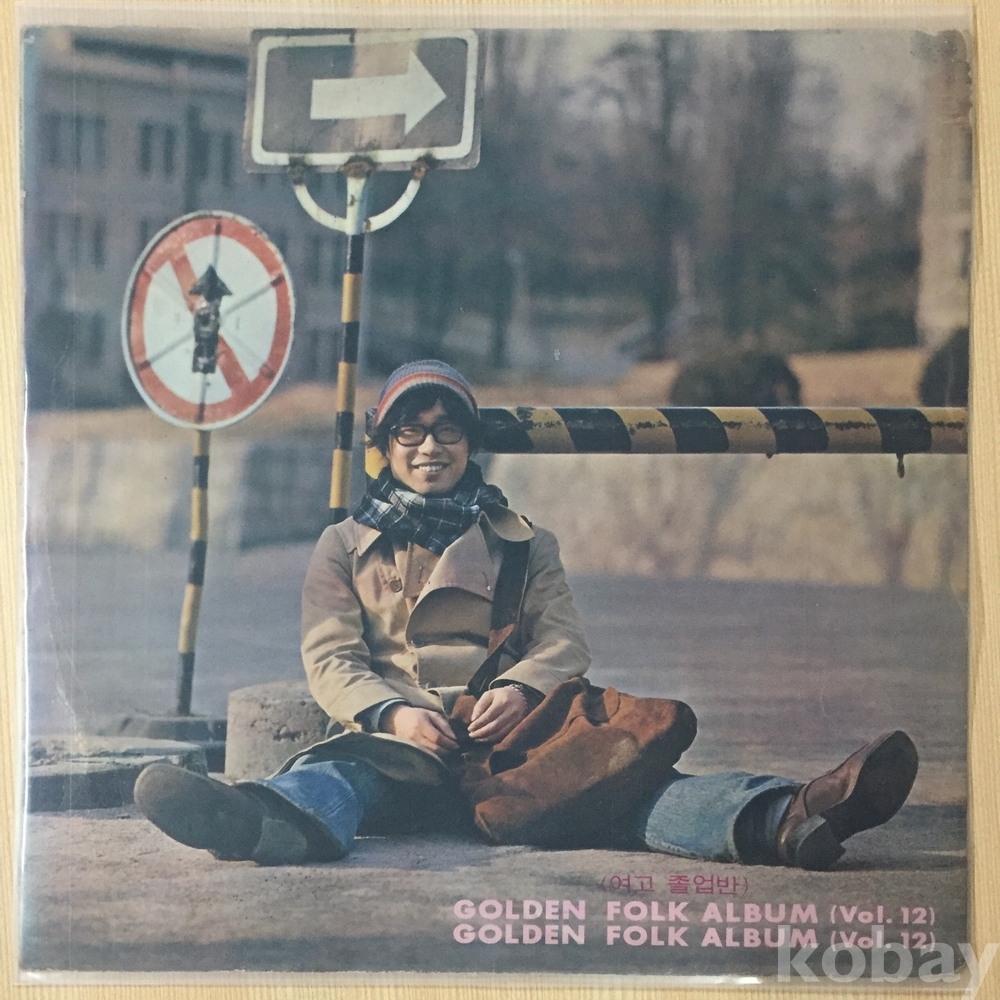 (여고 졸업반)
GOLDEN FOLK ALBUM (Vol. 12)
GOLDEN FOLK ALBUM (Vol. 12)
kobay